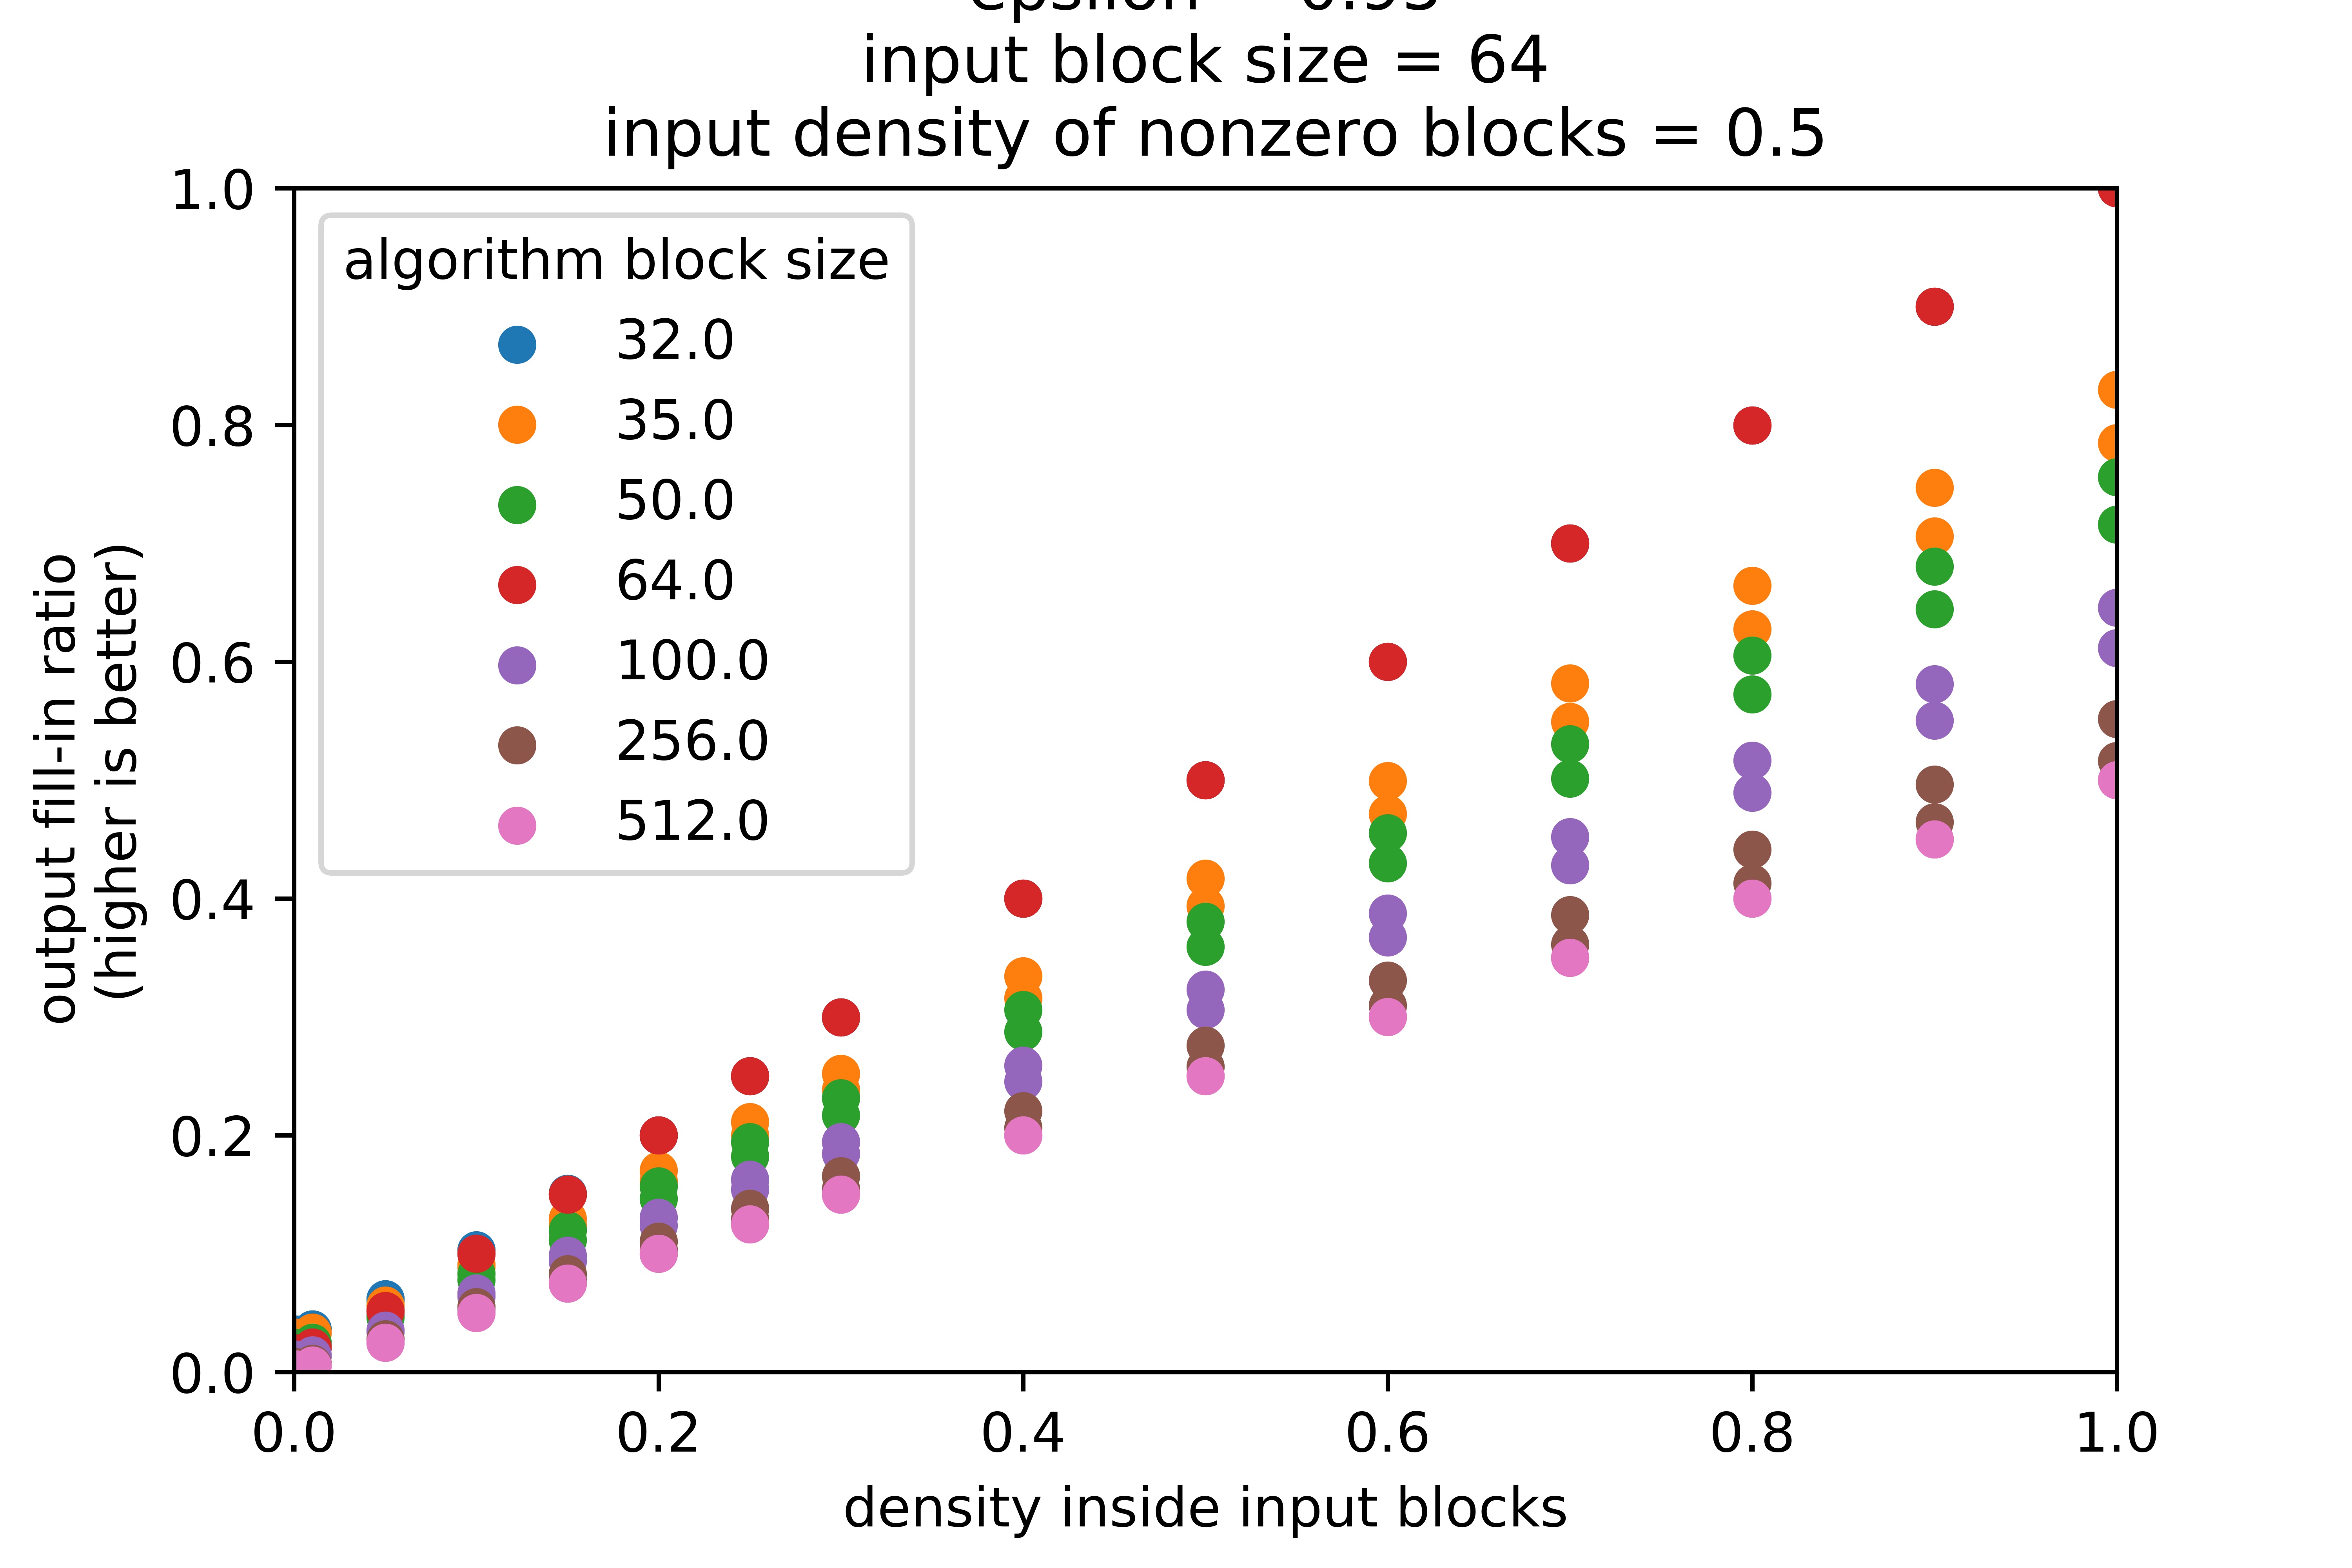 input block size = 64
input density of nonzero blocks = 0.5
1.0
0.8
0.6
0.4
0.2
0.0
output fill-in ratio
(higher is better)
algorithm block size
32.0
35.0
50.0
64.0
100.0
256.0
512.0
0.0 0.2 0.4 0.6 0.8 1.0
density inside input blocks